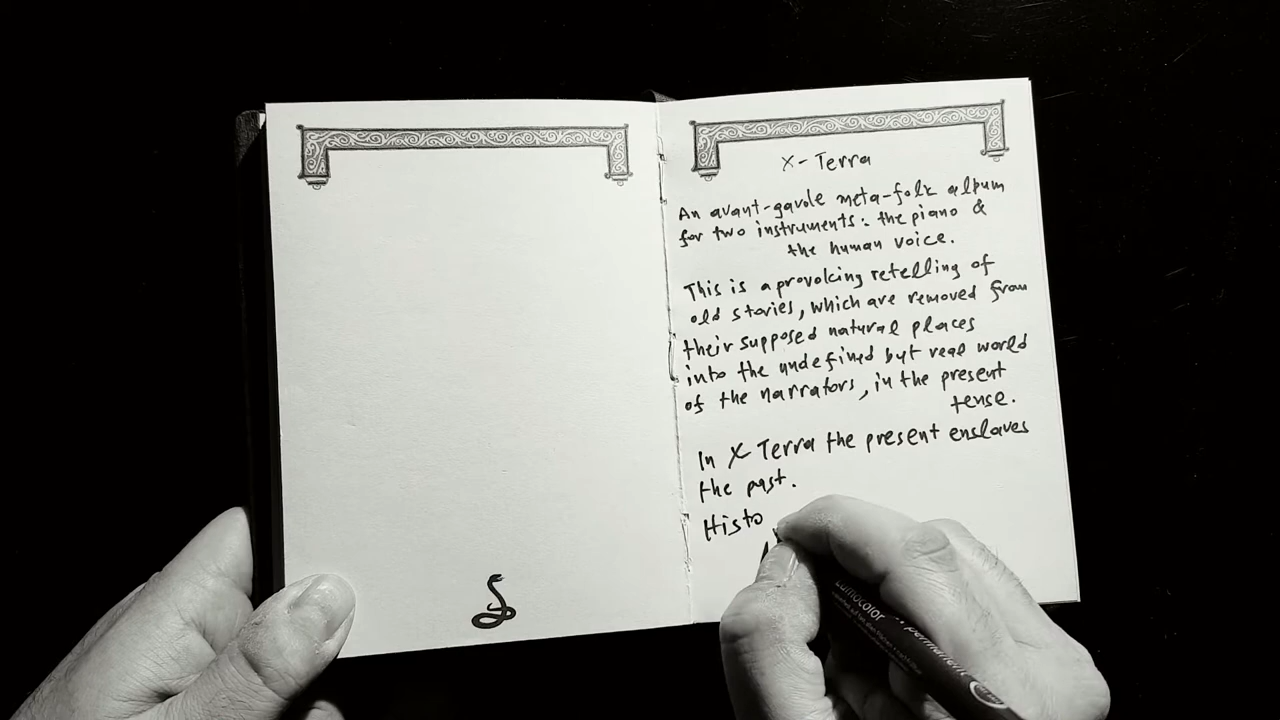 X-Terra
An avant-garde meta-folk album
for two instruments: the piano &
the human voice.
This is a provoking retelling of
old stories, which are removed from
their supposed natural places
into the undefined but real world
of the narrators, in the present
tense.
In X-Terra the present enslaves
the past.
Histo
Lumocolor
permanent